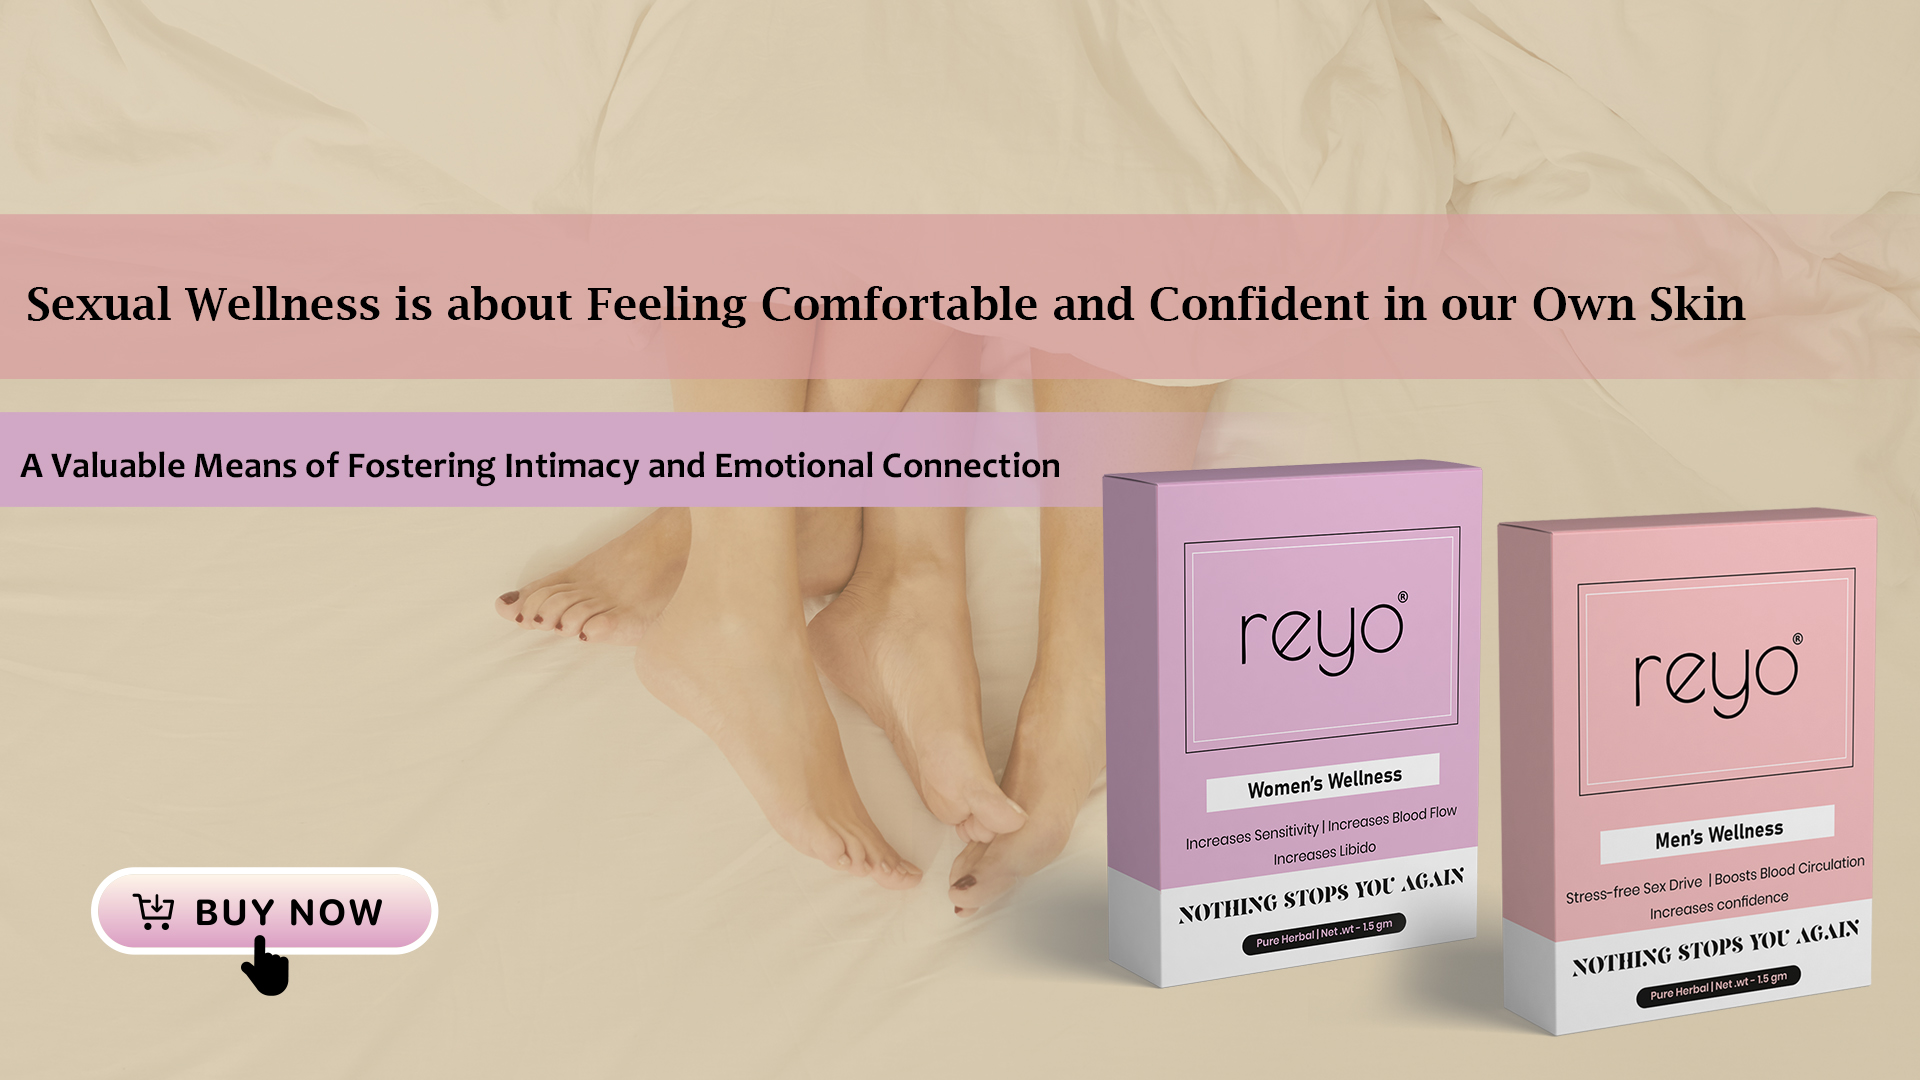 Sexual Wellness is about Feeling Comfortable and Confident in our Own Skin
A Valuable Means of Fostering Intimacy and Emotional Connection
reyo®
Women's Wellness
Increases Sensitivity | Increases Blood Flow
Increases Libido
NOTHING STOPS YOU AGAIN
Pure Herbal | Net .wt - 1.5 gm
reyo®
Men's Wellness
Stress-free Sex Drive | Boosts Blood Circulation
Increases confidence
NOTHING STOPS YOU AGAIN
Pure Herbal | Net .wt - 1.5 gm
BUY NOW